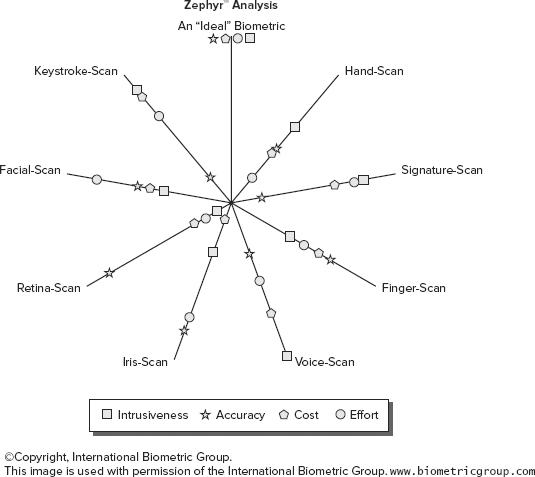 Zephyr™ Analysis
An “Ideal” Biometric
Keystroke-Scan
Hand-Scan
Facial-Scan
Signature-Scan
Retina-Scan
Finger-Scan
Iris-Scan
Voice-Scan
Intrusiveness Accuracy Cost Effort
©Copyright, International Biometric Group.
This image is used with permission of the International Biometric Group. www.biometricgroup.com